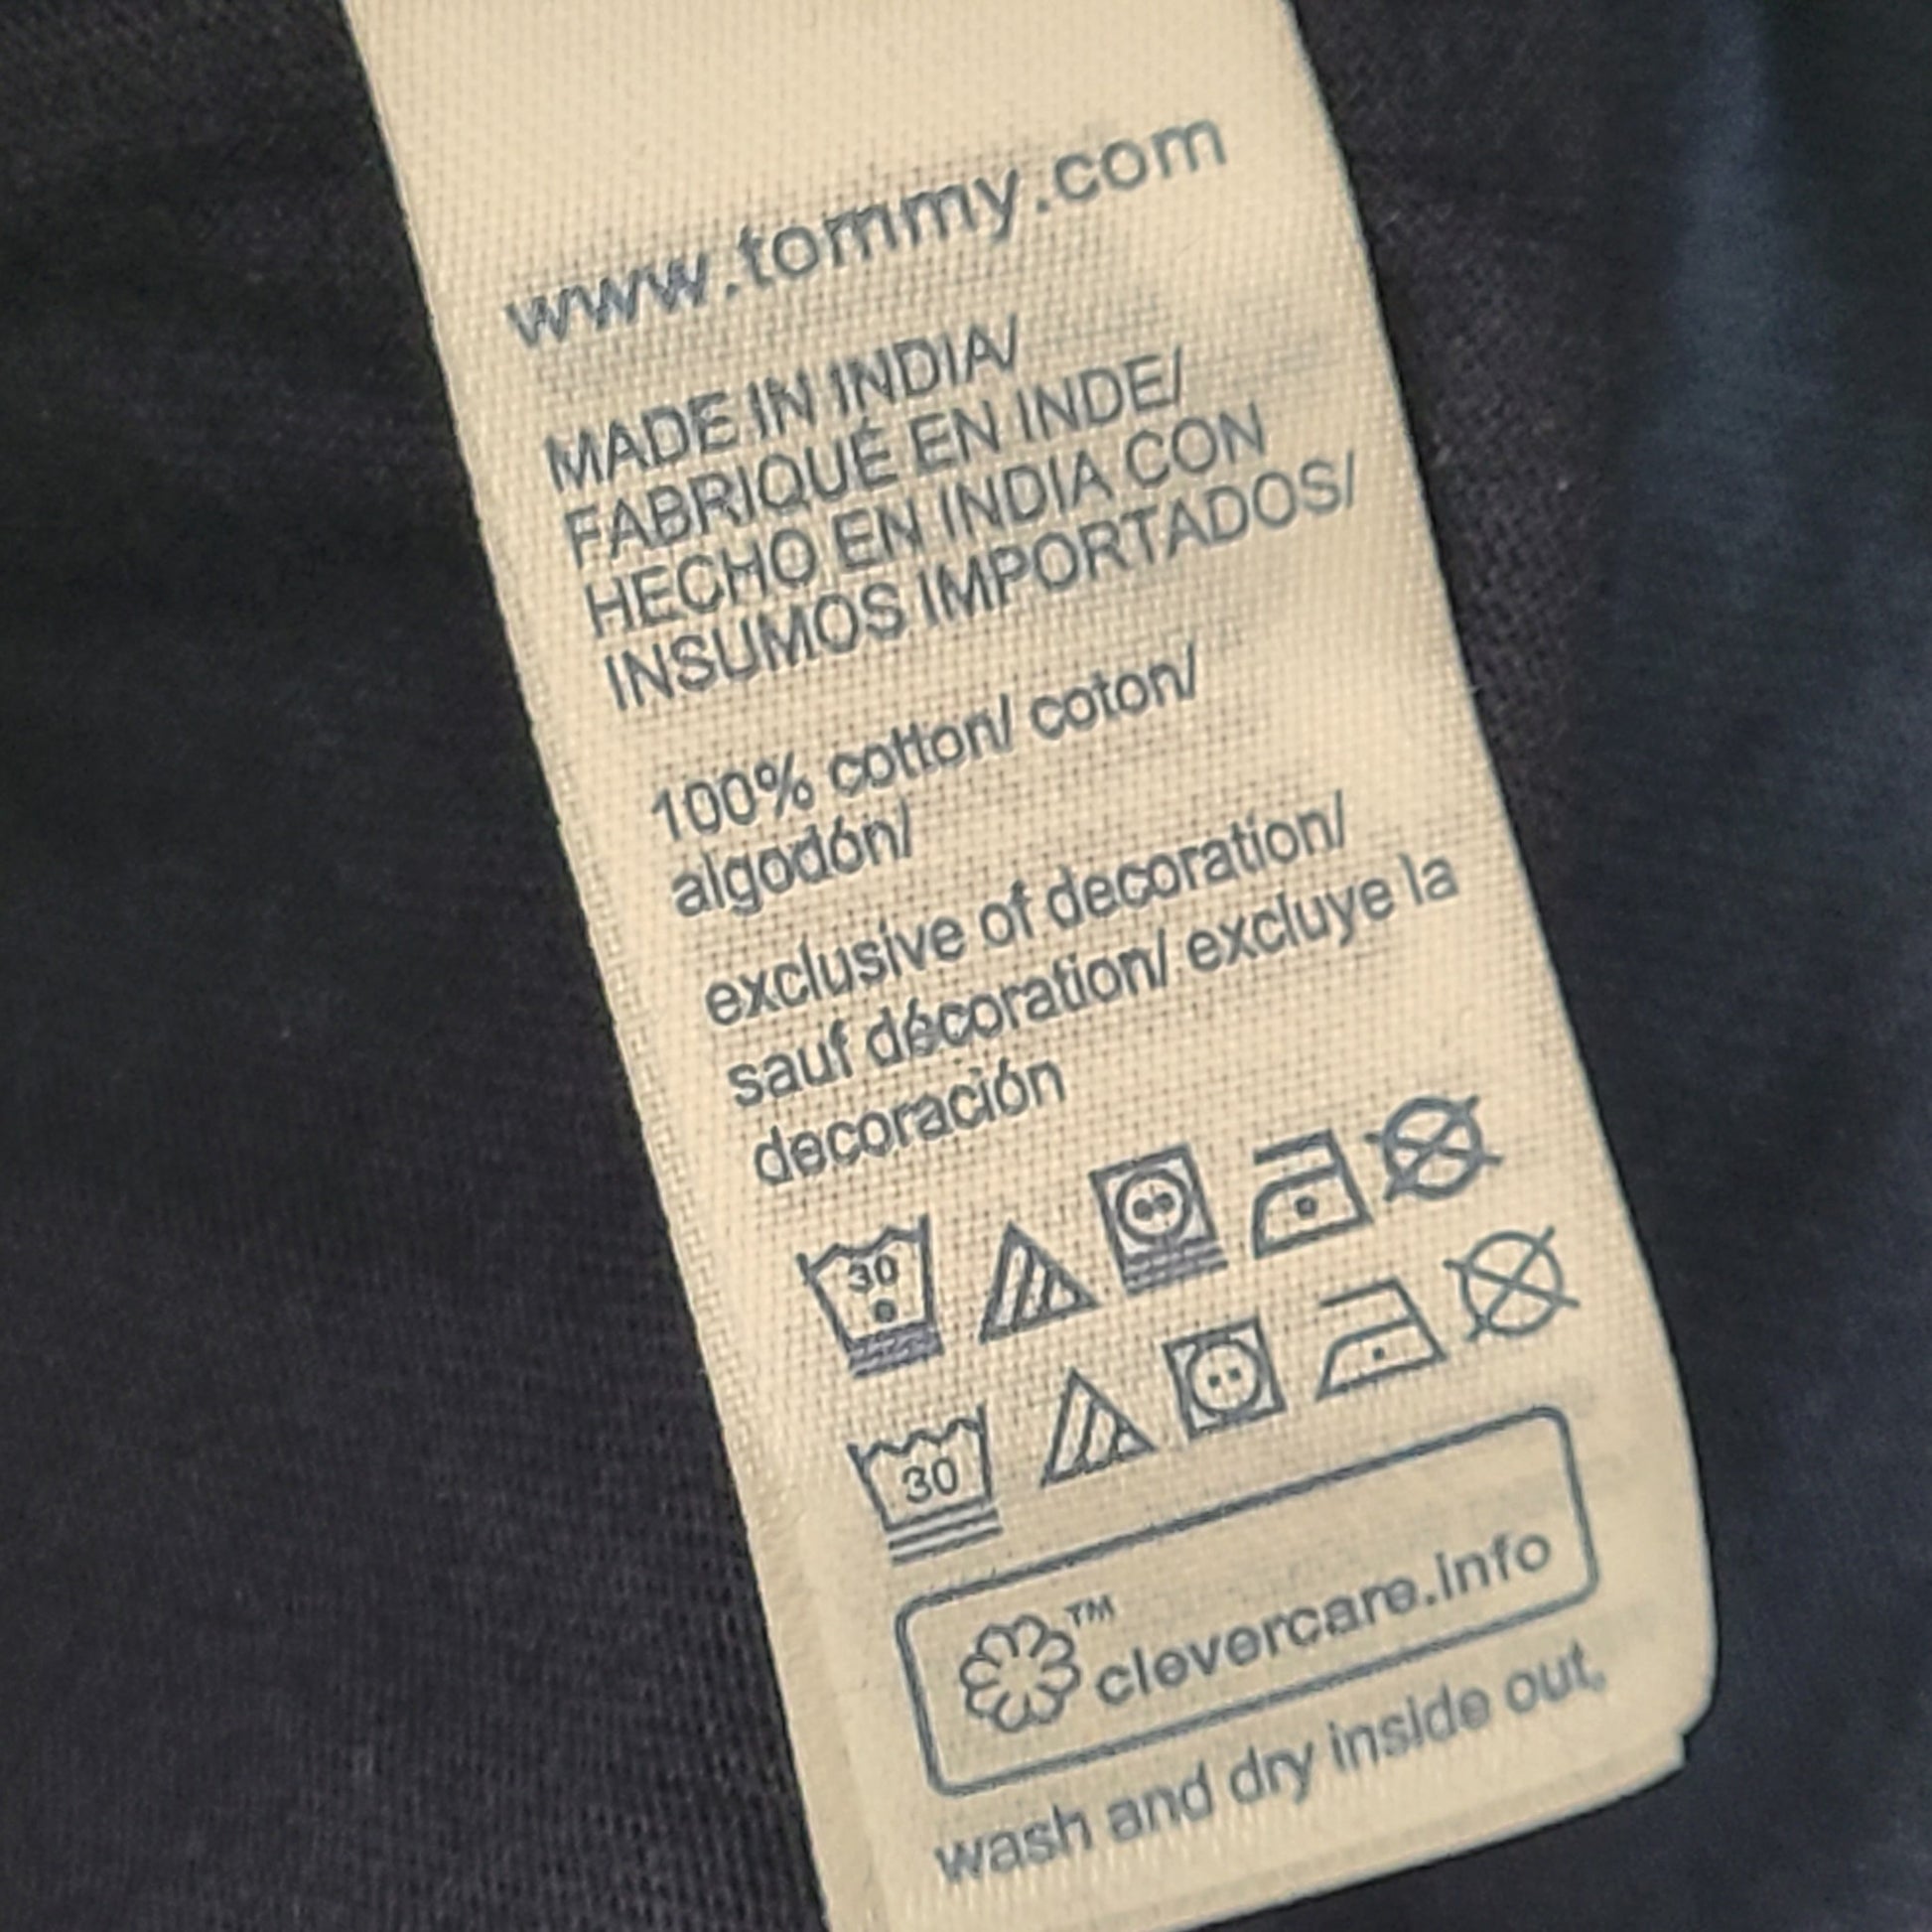 www.tommy.com
MADE IN INDIA/
FABRIQUÉ EN INDE/
HECHO EN INDIA CON
INSUMOS IMPORTADOS/
100% cotton/ coton/
algodón/
exclusive of decoration/
sauf décoration/ excluye la
decoración
30
30
™ clevercare.info
wash and dry inside out,